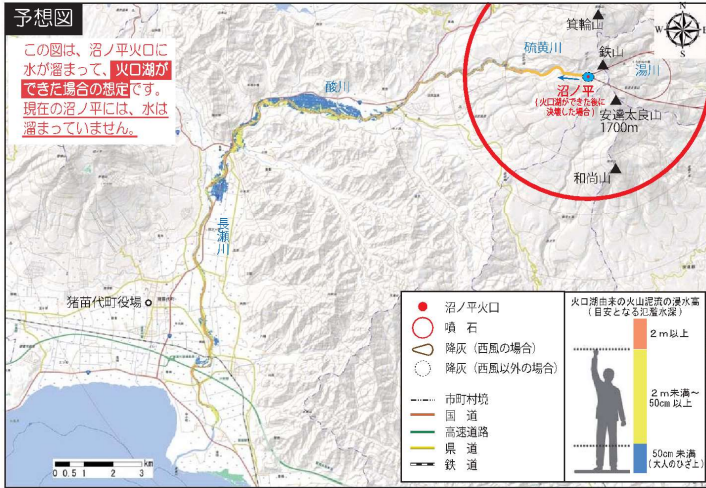 予想図
この図は、沼ノ平火口に
水が溜まって、火口湖が
できた場合の想定です。
現在の沼ノ平には、水は
溜まっていません。
箕輪山
鉄山
硫黄川
湯川
沼ノ平
(火口湖ができた後に
決壊した場合)
安達太良山
1700m
和尚山
酸川
長瀬川
猪苗代町役場
N
W
E
S
沼ノ平火口
噴石
降灰(西風の場合)
降灰(西風以外の場合)
市町村境
国道
高速道路
県道
鉄道
火口湖由来の火山泥流の浸水高
(目安となる氾濫水深)
2m以上
2m未満~
50cm以上
50cm未満
(大人のひざ上)
0 0.5 1 2 3
km